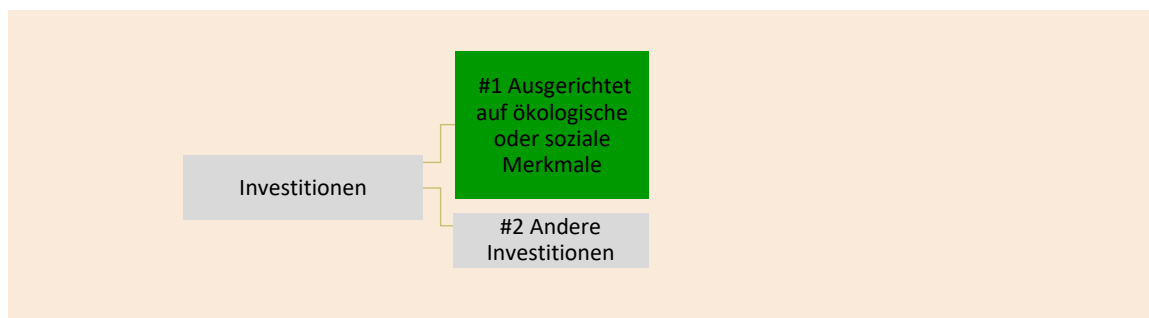 #1 Ausgerichtet
auf ökologische
oder soziale
Merkmale
Investitionen
#2 Andere
Investitionen